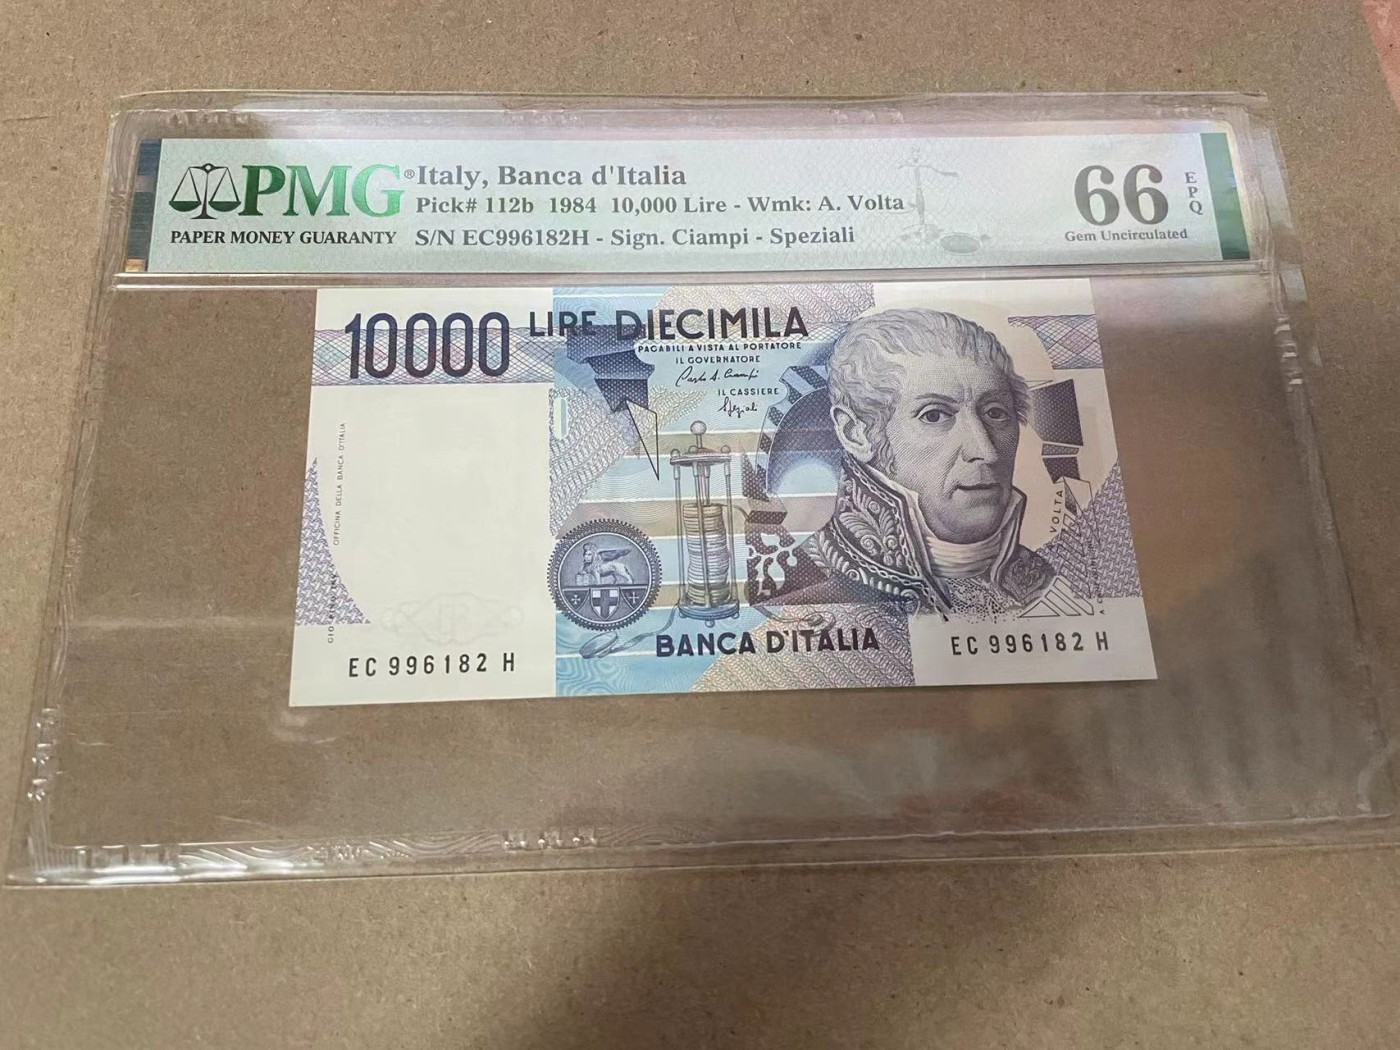 PMG®
PAPER MONEY GUARANTY
Italy, Banca d'Italia
Pick# 112b 1984 10,000 Lire - Wmk: A. Volta
S/N EC996182H - Sign. Ciampi - Speziali
66 EPQ
Gem Uncirculated
10000 LIRE DIECIMILA
PAGABILI A VISTA AL PORTATORE
IL GOVERNATORE
IL CASSIERE
Speziali
OFFICINA DELLA BANCA D'ITALIA
VOLTA
BANCA D'ITALIA
EC 996182 H
EC 996182 H